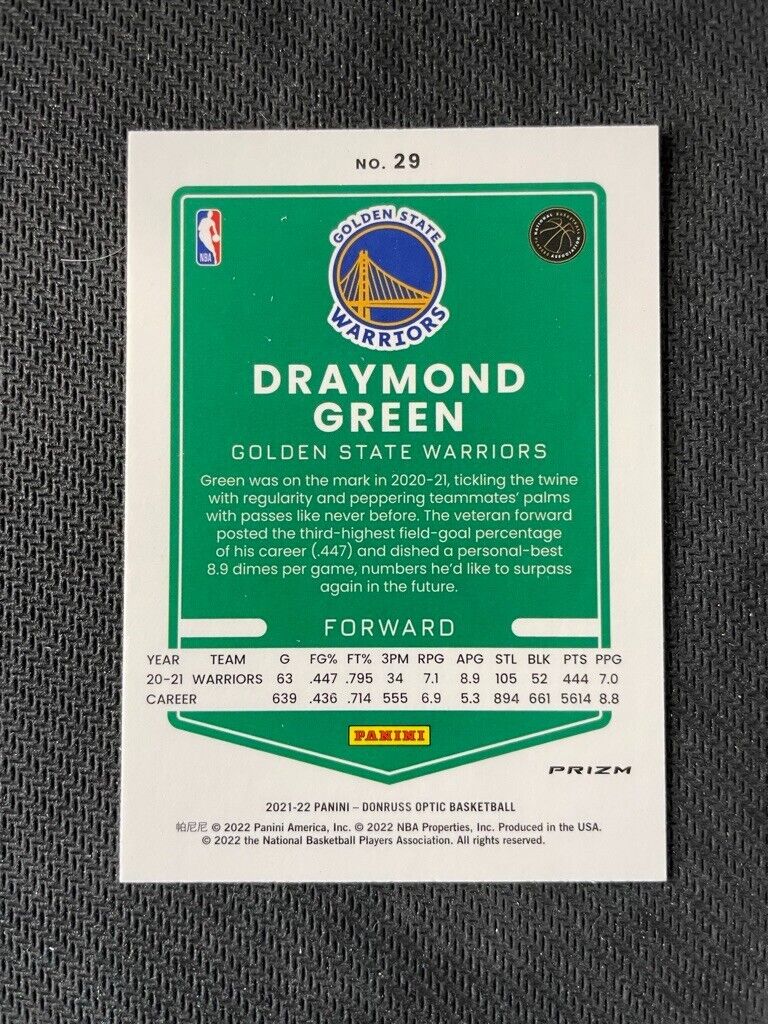 NO. 29
NBA
GOLDEN STATE
WARRIORS
NATIONAL BASKETBALL
PLAYERS ASSOCIATION
DRAYMOND
GREEN
GOLDEN STATE WARRIORS
Green was on the mark in 2020-21, tickling the twine
with regularity and peppering teammates' palms
with passes like never before. The veteran forward
posted the third-highest field-goal percentage
of his career (.447) and dished a personal-best
8.9 dimes per game, numbers he'd like to surpass
again in the future.
FORWARD
YEAR TEAM G FG% FT% 3PM RPG APG STL BLK PTS PPG
20-21 WARRIORS 63 .447 .795 34 7.1 8.9 105 52 444 7.0
CAREER 639 .436 .714 555 6.9 5.3 894 661 5614 8.8
PANINI
PRIZM
2021-22 PANINI – DONRUSS OPTIC BASKETBALL
帕尼尼 © 2022 Panini America, Inc. © 2022 NBA Properties, Inc. Produced in the USA.
© 2022 the National Basketball Players Association. All rights reserved.